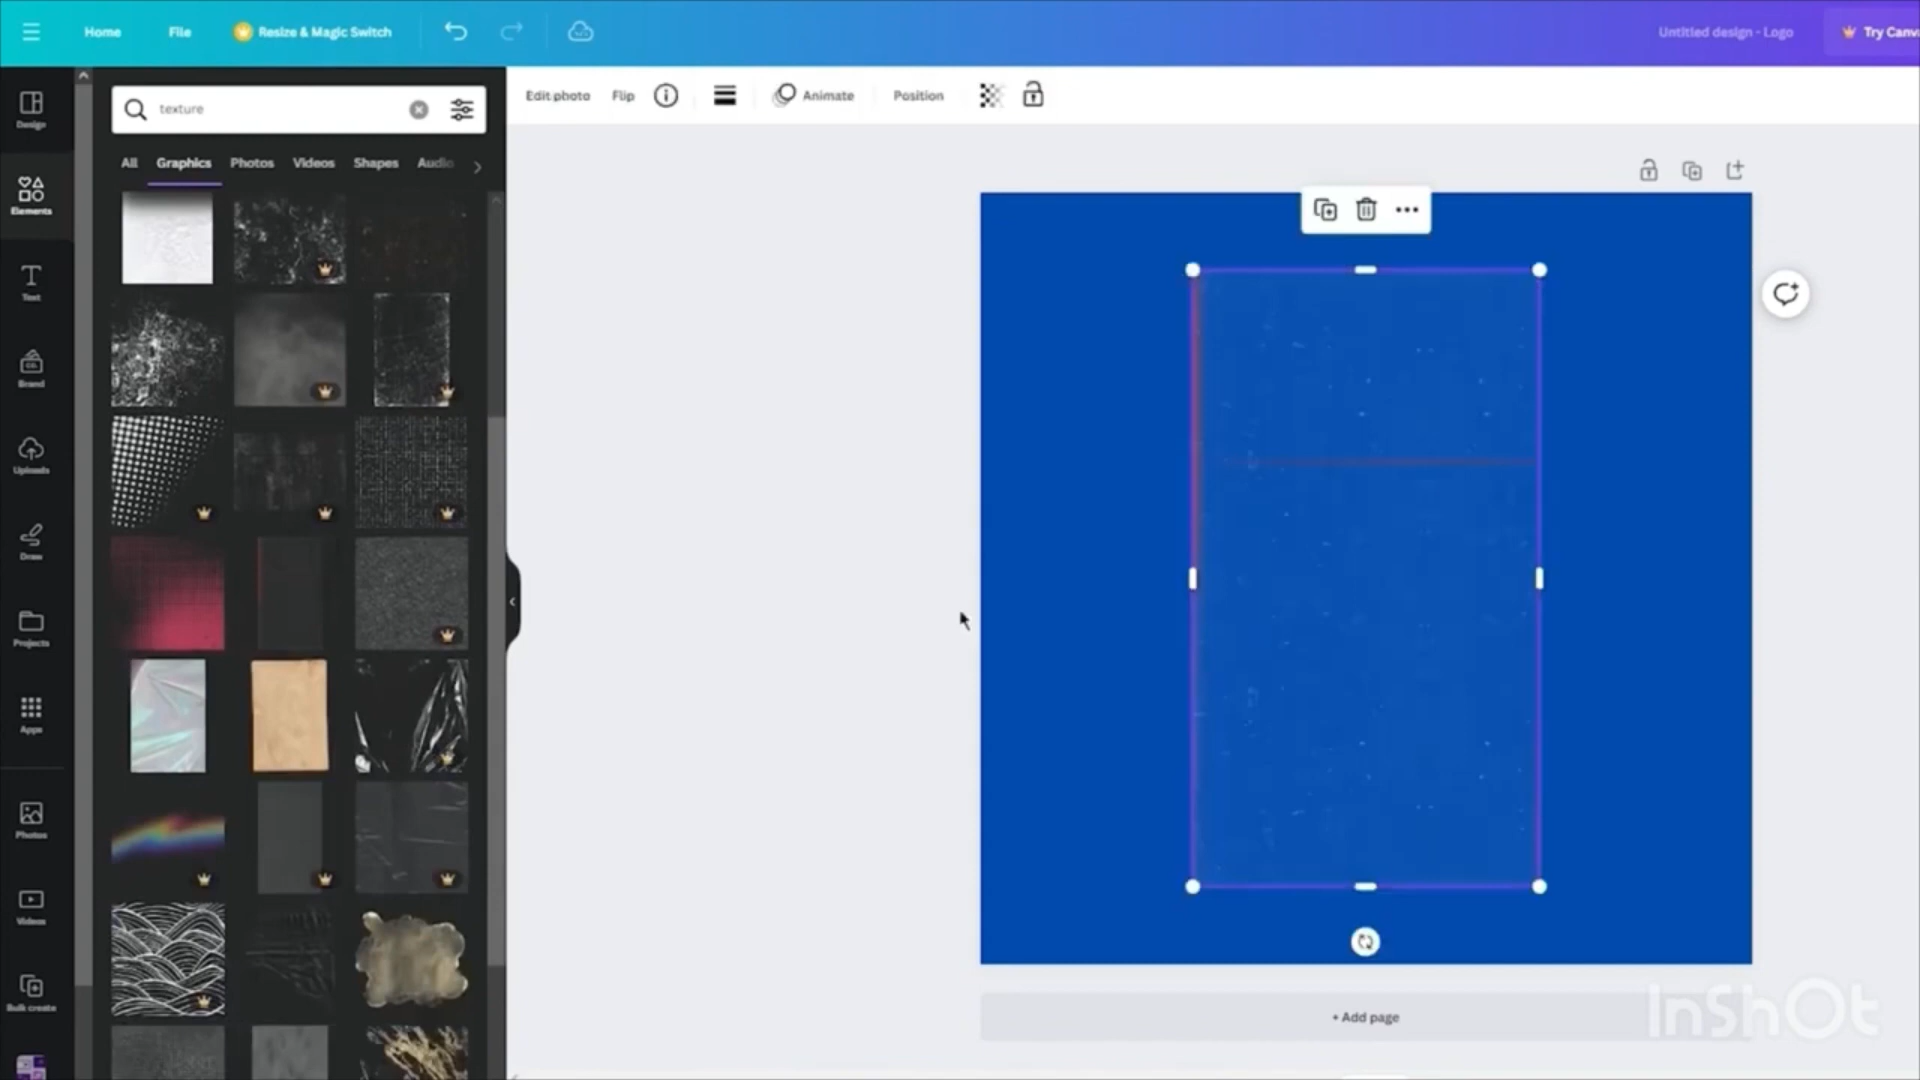 Home File Resize & Magic Switch Untitled design - Logo Try Canva
Design
Elements
Text
Brand
Uploads
Draw
Projects
Apps
Photos
Videos
Bulk create
texture
All Graphics Photos Videos Shapes Audio
Edit photo Flip Animate Position
+ Add page
InShOt